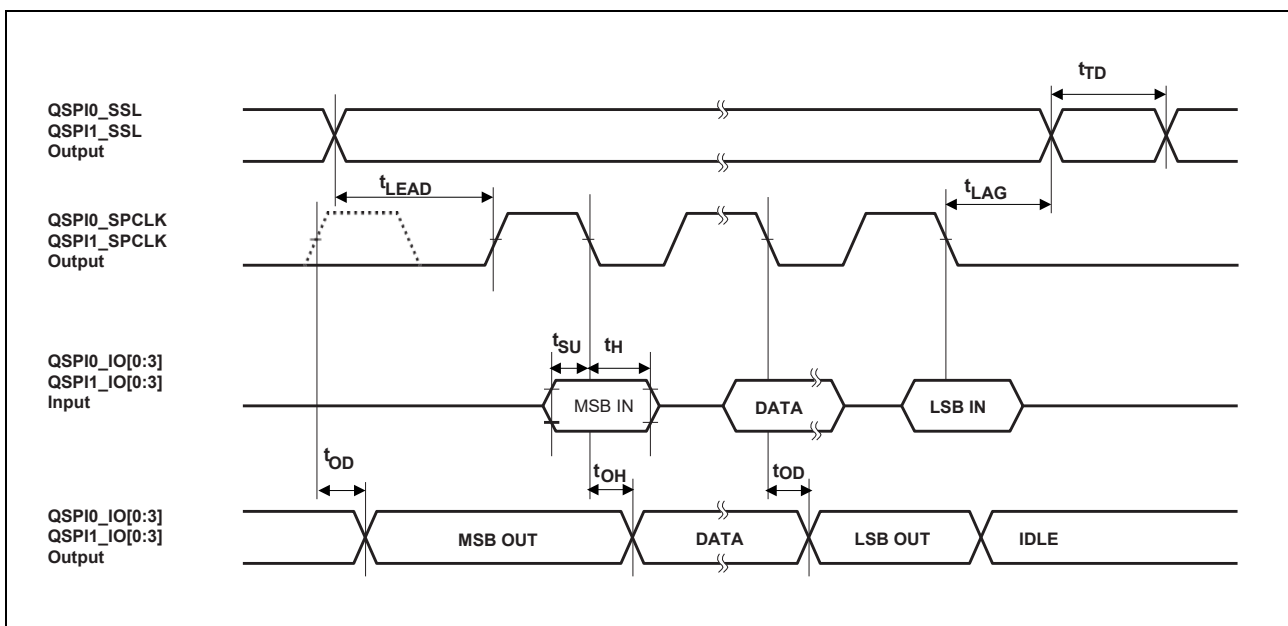 tTD
QSPI0_SSL
QSPI1_SSL
Output
tLEAD
tLAG
QSPI0_SPCLK
QSPI1_SPCLK
Output
tSU
tH
QSPI0_IO[0:3]
QSPI1_IO[0:3]
Input
MSB IN
DATA
LSB IN
tOD
tOH
tOD
QSPI0_IO[0:3]
QSPI1_IO[0:3]
Output
MSB OUT
DATA
LSB OUT
IDLE